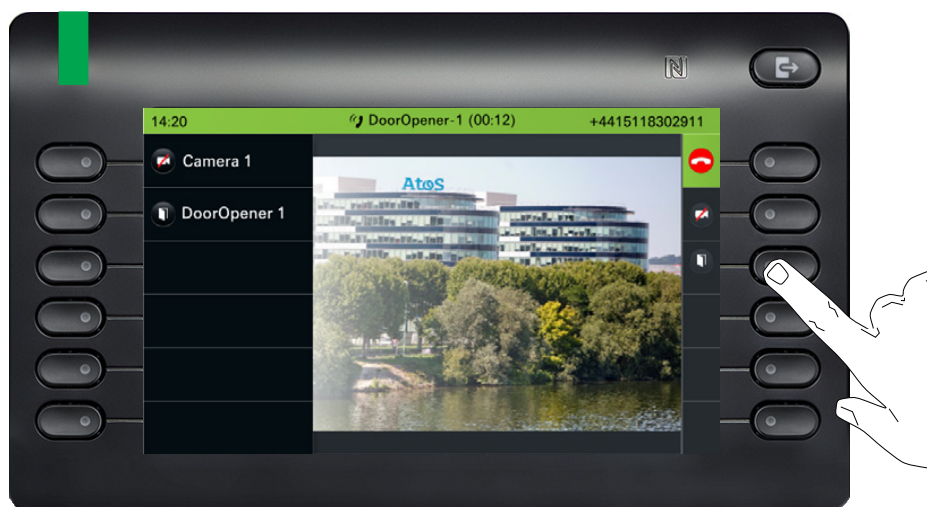 14:20
DoorOpener-1 (00:12)
+4415118302911
Camera 1
DoorOpener 1
Atos